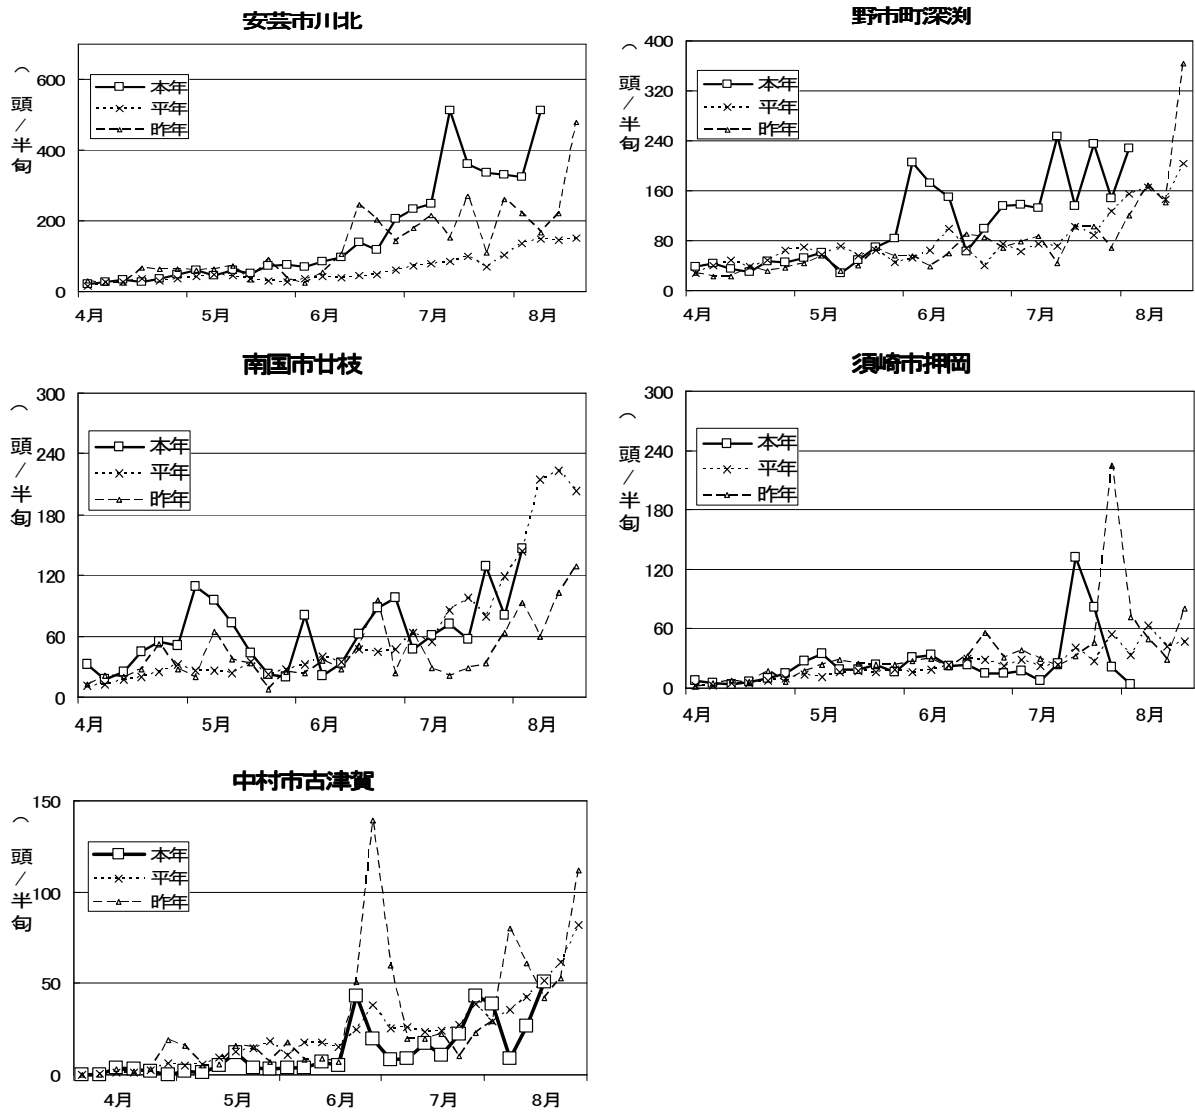 安芸市川北
(頭/半旬)
600
400
200
0
本年
平年
昨年
4月 5月 6月 7月 8月
野市町深渕
(頭/半旬)
400
320
240
160
80
0
本年
平年
昨年
4月 5月 6月 7月 8月
南国市廿枝
(頭/半旬)
300
240
180
120
60
0
本年
平年
昨年
4月 5月 6月 7月 8月
須崎市押岡
(頭/半旬)
300
240
180
120
60
0
本年
平年
昨年
4月 5月 6月 7月 8月
中村市古津賀
(頭/半旬)
150
100
50
0
本年
平年
昨年
4月 5月 6月 7月 8月